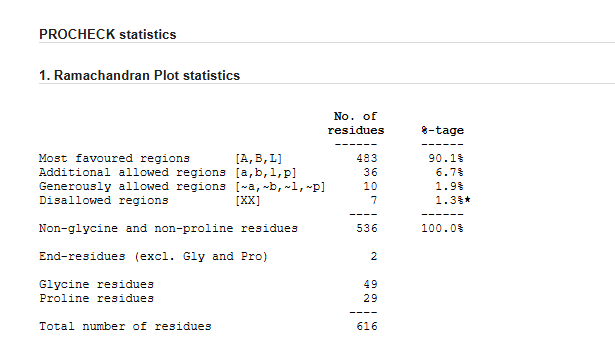 PROCHECK statistics
1. Ramachandran Plot statistics
No. of
residues %-tage
------ ------
Most favoured regions [A,B,L] 483 90.1%
Additional allowed regions [a,b,l,p] 36 6.7%
Generously allowed regions [~a,~b,~l,~p] 10 1.9%
Disallowed regions [XX] 7 1.3%*
---- ------
Non-glycine and non-proline residues 536 100.0%
End-residues (excl. Gly and Pro) 2
Glycine residues 49
Proline residues 29
----
Total number of residues 616